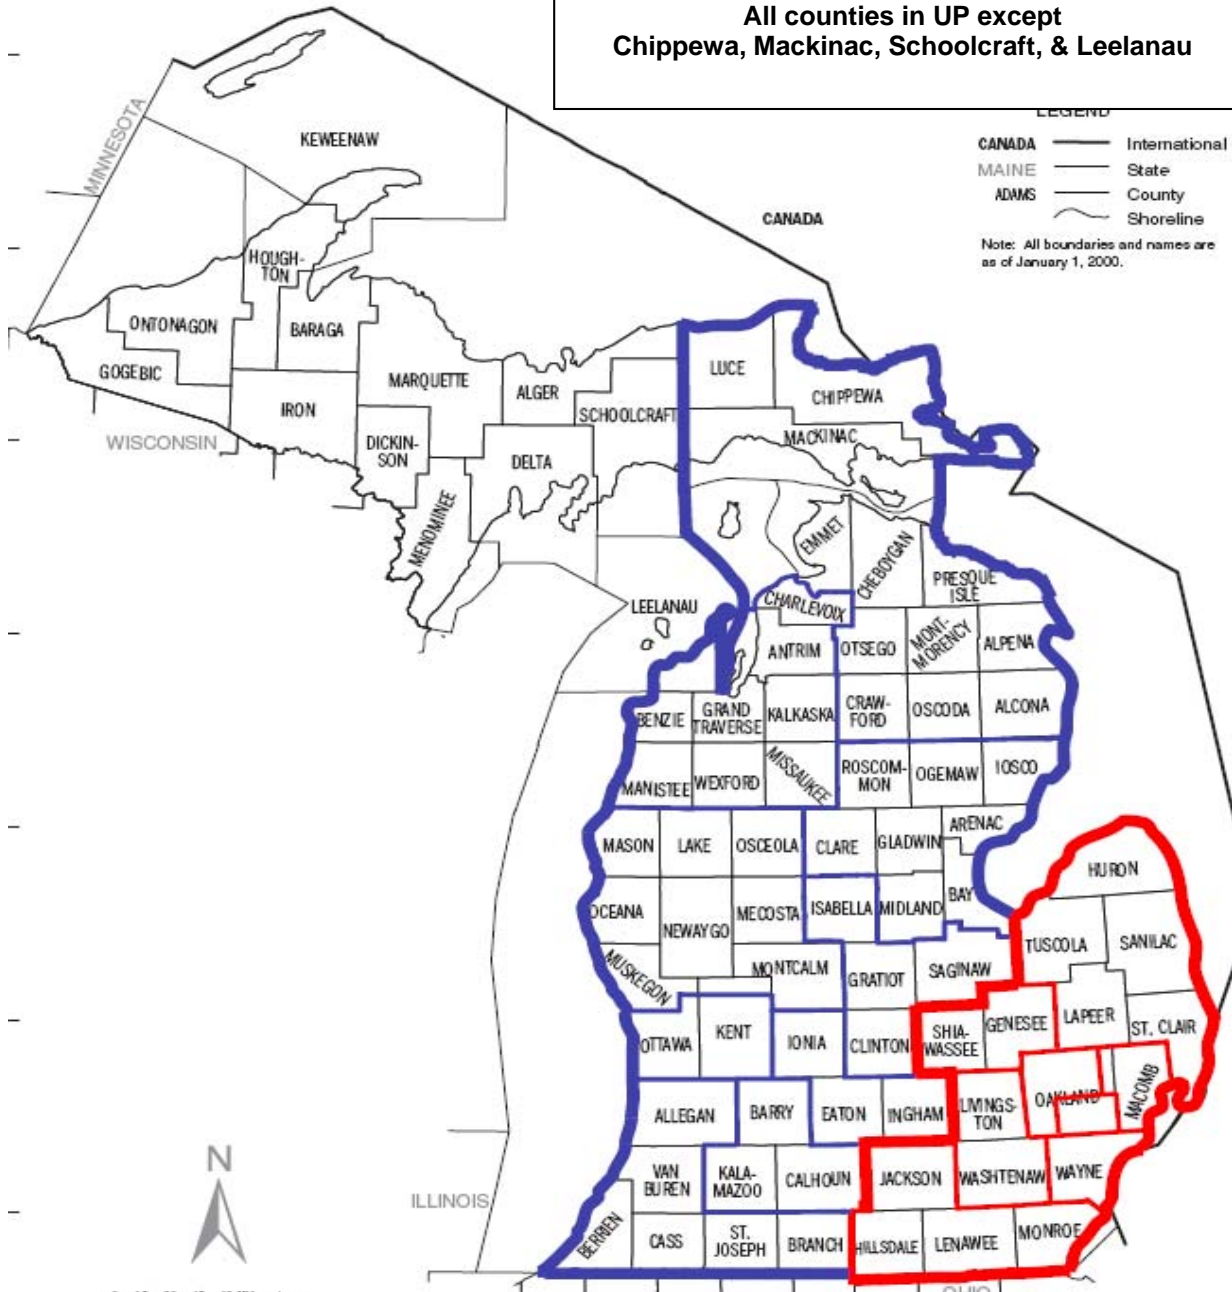 All counties in UP except
Chippewa, Mackinac, Schoolcraft, & Leelanau
LEGEND
CANADA International
MAINE State
ADAMS County
Shoreline
Note: All boundaries and names are
as of January 1, 2000.
MINNESOTA
KEWEENAW
CANADA
HOUGH-
TON
ONTONAGON
BARAGA
GOGEBIC
MARQUETTE
ALGER
LUCE
CHIPPEWA
IRON
SCHOOLCRAFT
WISCONSIN
DICKIN-
SON
DELTA
MACKINAC
MENOMINEE
EMMET
CHEBOYGAN
PRESQUE
ISLE
LEELANAU
CHARLEVOIX
ANTRIM
OTSEGO
MONT-
MORENCY
ALPENA
BENZIE
GRAND
TRAVERSE
KALKASKA
CRAW-
FORD
OSCODA
ALCONA
MANISTEE
WEXFORD
MISSAUKEE
ROSCOM-
MON
OGEMAW
IOSCO
MASON
LAKE
OSCEOLA
CLARE
GLADWIN
ARENAC
HURON
OCEANA
NEWAYGO
MECOSTA
ISABELLA
MIDLAND
BAY
TUSCOLA
SANILAC
MUSKEGON
MONTCALM
GRATIOT
SAGINAW
OTTAWA
KENT
IONIA
CLINTON
SHIA-
WASSEE
GENESEE
LAPEER
ST. CLAIR
ALLEGAN
BARRY
EATON
INGHAM
LIVINGS-
TON
OAKLAND
MACOMB
N
ILLINOIS
VAN
BUREN
KALA-
MAZOO
CALHOUN
JACKSON
WASHTENAW
WAYNE
BERRIEN
CASS
ST.
JOSEPH
BRANCH
HILLSDALE
LENAWEE
MONROE
OHIO